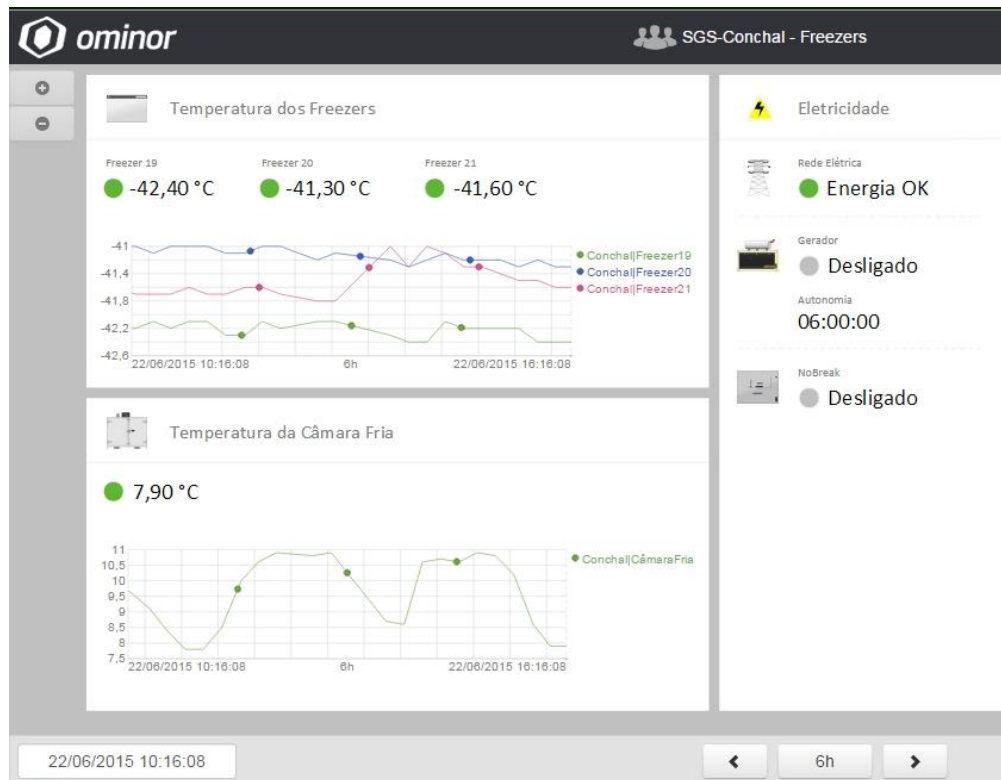 ominor
SGS-Conchal - Freezers
Temperatura dos Freezers
Freezer 19
-42,40 °C
Freezer 20
-41,30 °C
Freezer 21
-41,60 °C
-41
-41,4
-41,8
-42,2
-42,6
22/06/2015 10:16:08
6h
22/06/2015 16:16:08
Conchal|Freezer19
Conchal|Freezer20
Conchal|Freezer21
Temperatura da Câmara Fria
7,90 °C
11
10,5
10
9,5
9
8,5
8
7,5
22/06/2015 10:16:08
6h
22/06/2015 16:16:08
Conchal|CâmaraFria
Eletricidade
Rede Elétrica
Energia OK
Gerador
Desligado
Autonomia
06:00:00
NoBreak
Desligado
22/06/2015 10:16:08
6h